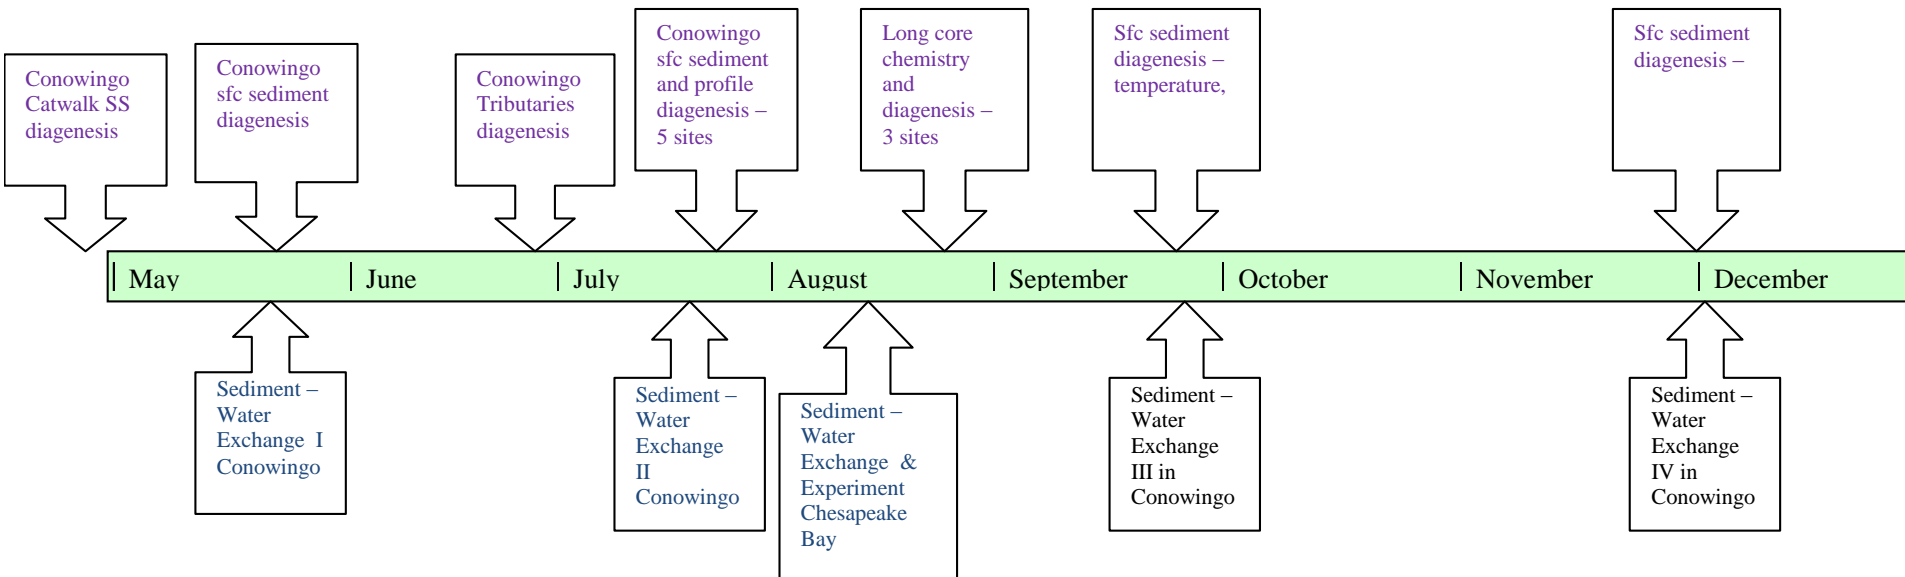 Conowingo
Catwalk SS
diagenesis
Conowingo
sfc sediment
diagenesis
Conowingo
Tributaries
diagenesis
Conowingo
sfc sediment
and profile
diagenesis –
5 sites
Long core
chemistry
and
diagenesis –
3 sites
Sfc sediment
diagenesis –
temperature,
Sfc sediment
diagenesis –
May
June
July
August
September
October
November
December
Sediment –
Water
Exchange I
Conowingo
Sediment –
Water
Exchange
II
Conowingo
Sediment –
Water
Exchange &
Experiment
Chesapeake
Bay
Sediment –
Water
Exchange
III in
Conowingo
Sediment –
Water
Exchange
IV in
Conowingo